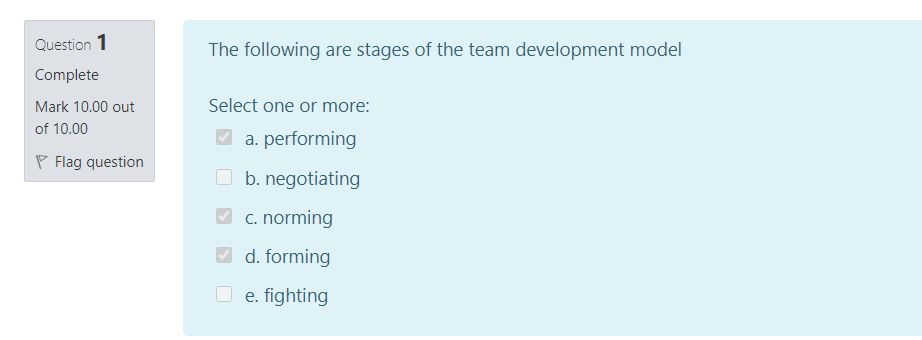 Question 1
Complete
Mark 10.00 out
of 10.00
Flag question
The following are stages of the team development model
Select one or more:
a. performing
b. negotiating
c. norming
d. forming
e. fighting